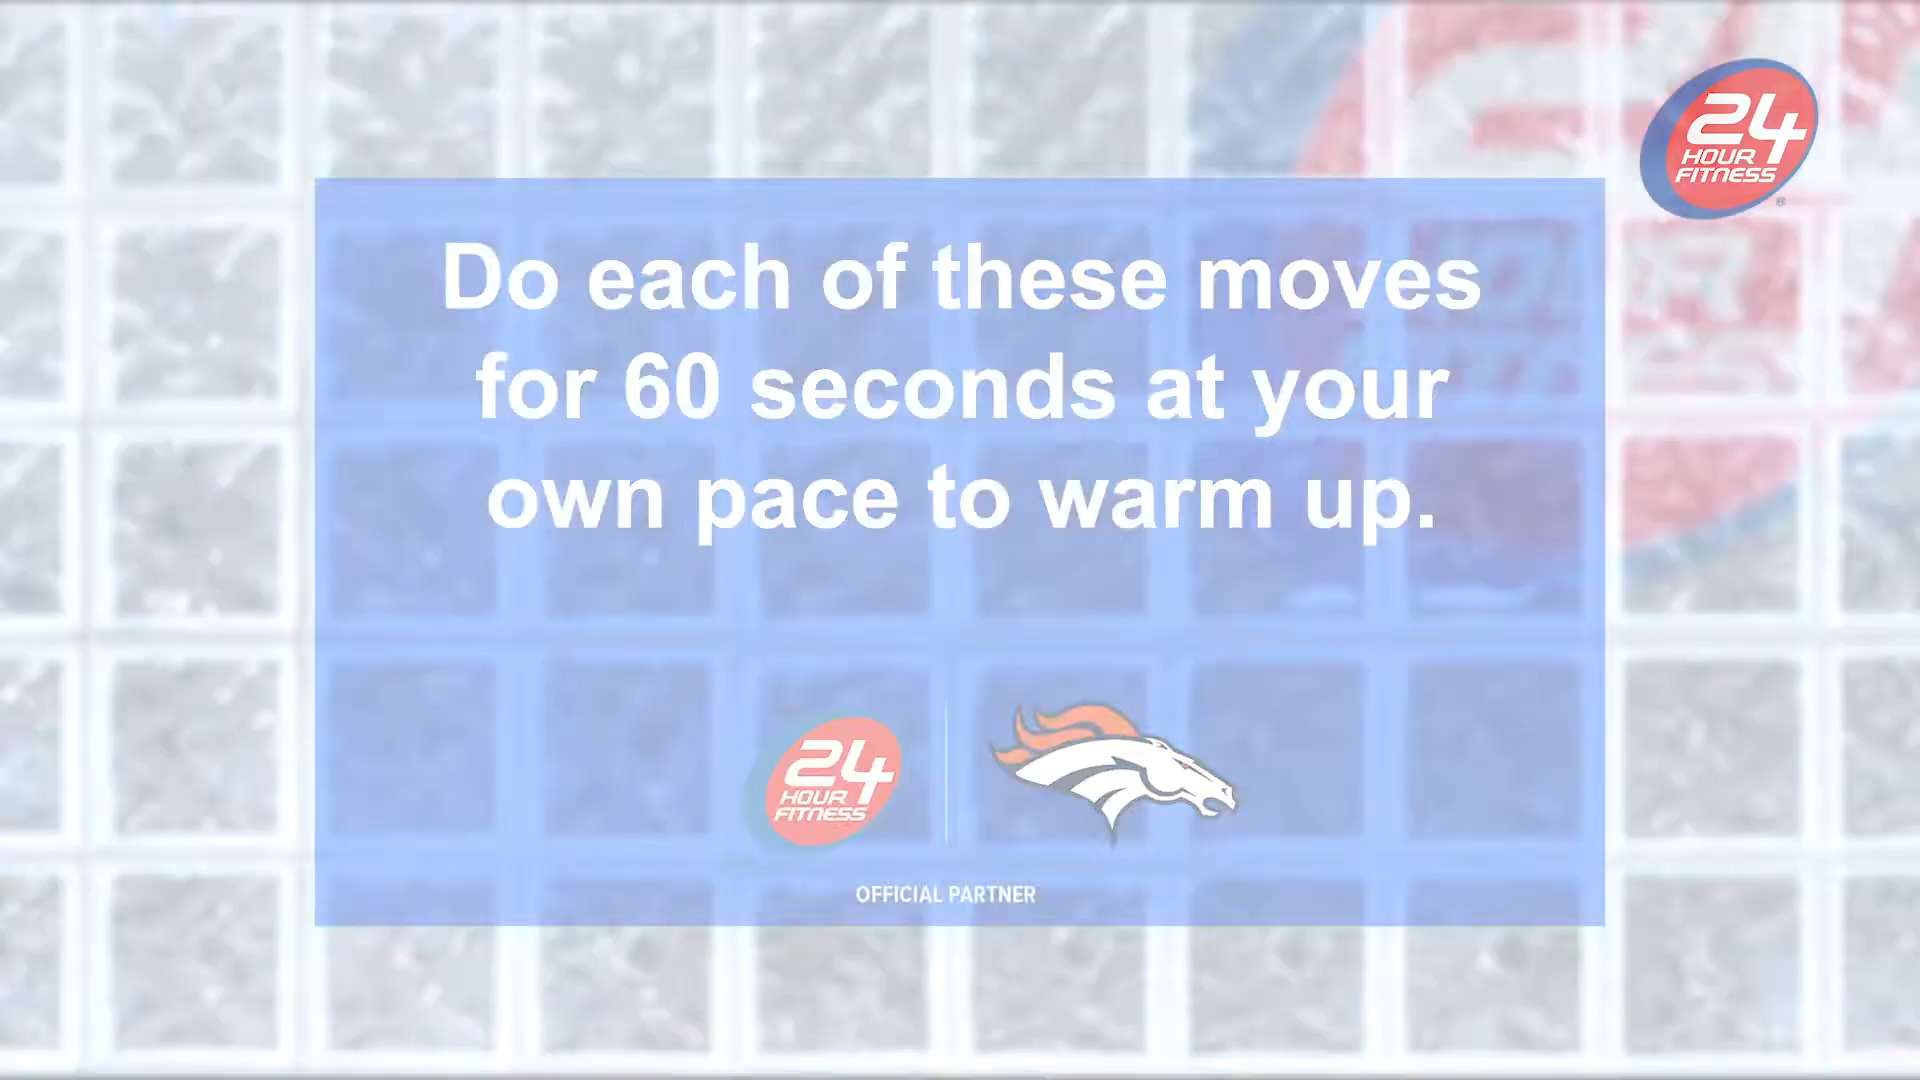 24
HOUR
FITNESS
®
Do each of these moves
for 60 seconds at your
own pace to warm up.
24
HOUR
FITNESS
OFFICIAL PARTNER